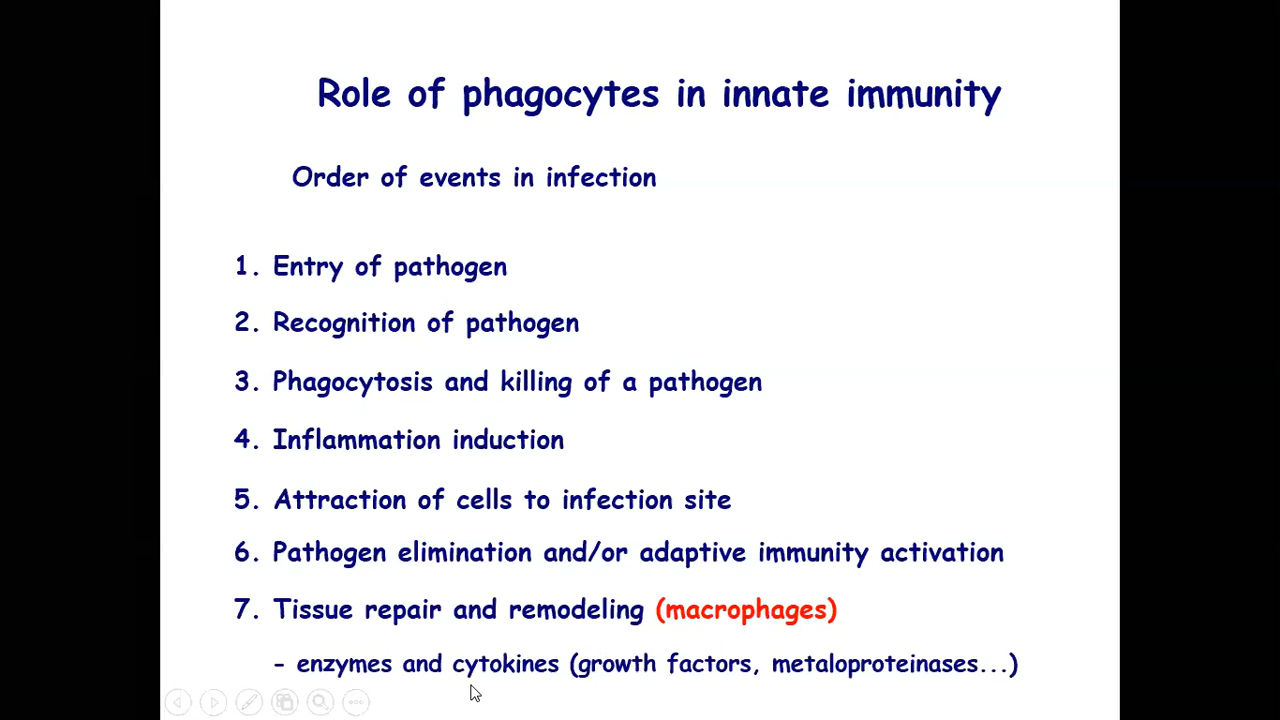 Role of phagocytes in innate immunity
Order of events in infection
1. Entry of pathogen
2. Recognition of pathogen
3. Phagocytosis and killing of a pathogen
4. Inflammation induction
5. Attraction of cells to infection site
6. Pathogen elimination and/or adaptive immunity activation
7. Tissue repair and remodeling (macrophages)
- enzymes and cytokines (growth factors, metaloproteinases...)